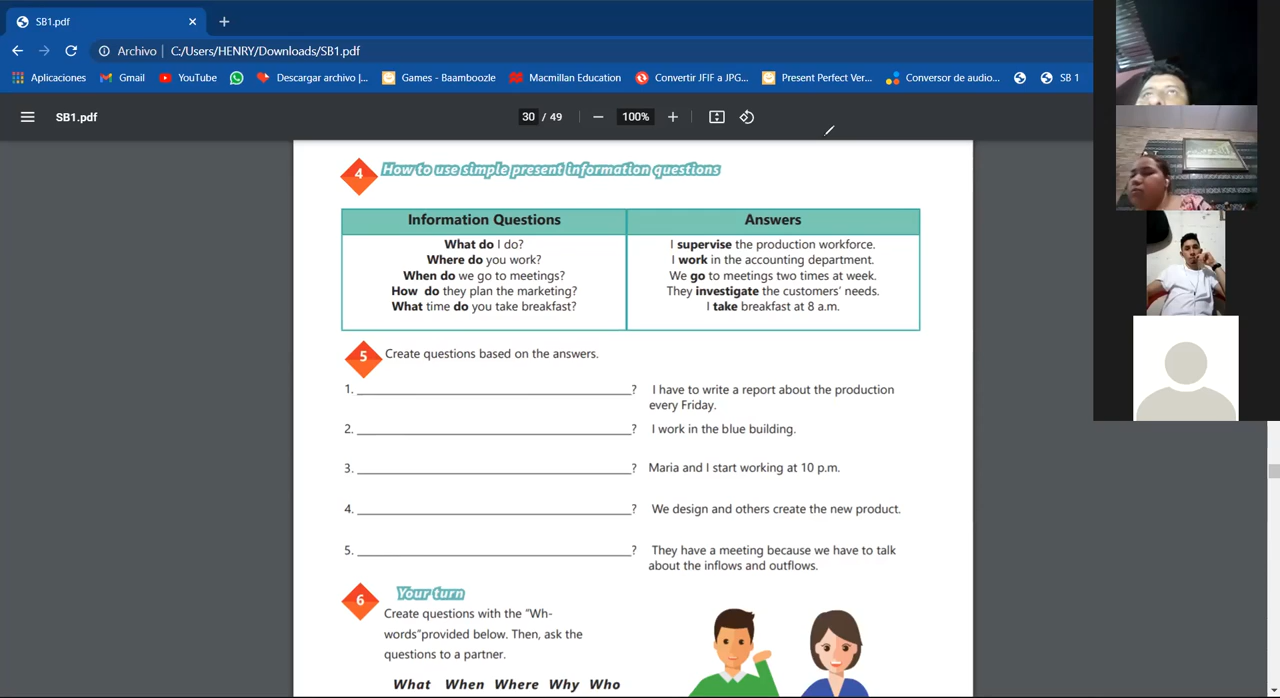 SB1.pdf
Archivo | C:/Users/HENRY/Downloads/SB1.pdf
Aplicaciones Gmail YouTube Descargar archivo |... Games - Baamboozle Macmillan Education Convertir JFIF a JPG... Present Perfect Ver... Conversor de audio... SB 1
SB1.pdf 30 / 49 100%
4 How to use simple present information questions
Information Questions Answers
What do I do? I supervise the production workforce.
Where do you work? I work in the accounting department.
When do we go to meetings? We go to meetings two times at week.
How do they plan the marketing? They investigate the customers' needs.
What time do you take breakfast? I take breakfast at 8 a.m.
5 Create questions based on the answers.
1. ____________________? I have to write a report about the production
every Friday.
2. ____________________? I work in the blue building.
3. ____________________? Maria and I start working at 10 p.m.
4. ____________________? We design and others create the new product.
5. ____________________? They have a meeting because we have to talk
about the inflows and outflows.
6 Your turn
Create questions with the "Wh-
words"provided below. Then, ask the
questions to a partner.
What When Where Why Who